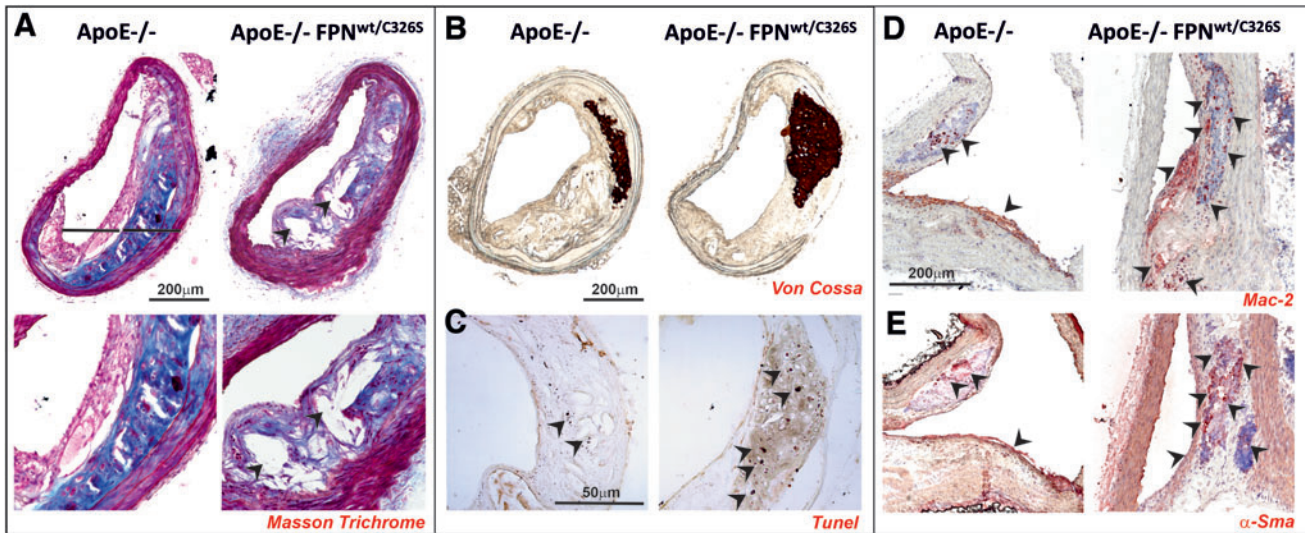 A
ApoE-/-
ApoE-/- FPNwt/C326S
200µm
Masson Trichrome
B
ApoE-/-
ApoE-/- FPNwt/C326S
200µm
Von Cossa
C
50µm
Tunel
D
ApoE-/-
ApoE-/- FPNwt/C326S
200µm
Mac-2
E
α-Sma